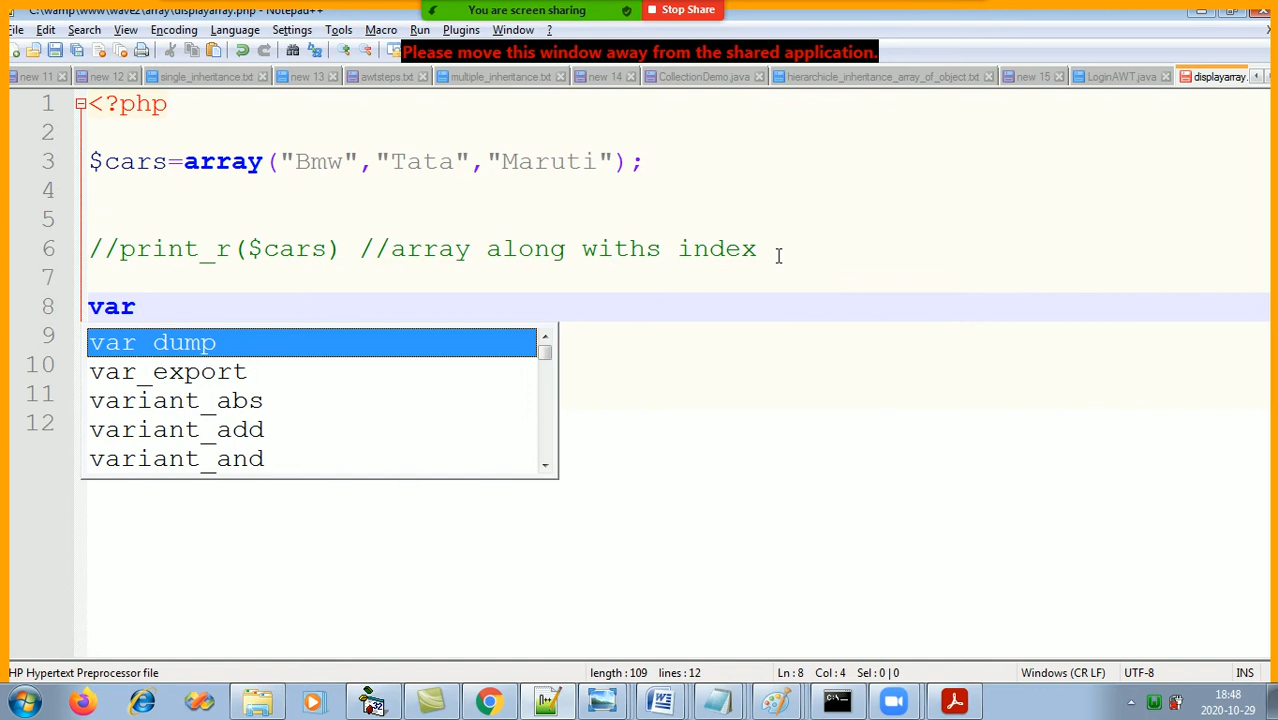 C:\wamp\www\wave2\array\displayarray.php - Notepad++
You are screen sharing
Stop Share
File Edit Search View Encoding Language Settings Tools Macro Run Plugins Window ?
Please move this window away from the shared application.
new 11 new 12 single_inheritance.txt new 13 awtsteps.txt multiple_inheritance.txt new 14 CollectionDemo.java hierarchicle_inheritance_array_of_object.txt new 15 LoginAWT.java displayarray.
1 <?php
2
3 $cars=array("Bmw","Tata","Maruti");
4
5
6 //print_r($cars) //array along withs index
7
8 var
9 var_dump
10 var_export
11 variant_abs
12 variant_add
variant_and
HP Hypertext Preprocessor file length : 109 lines : 12 Ln : 8 Col : 4 Sel : 0 | 0 Windows (CR LF) UTF-8 INS
18:48
2020-10-29